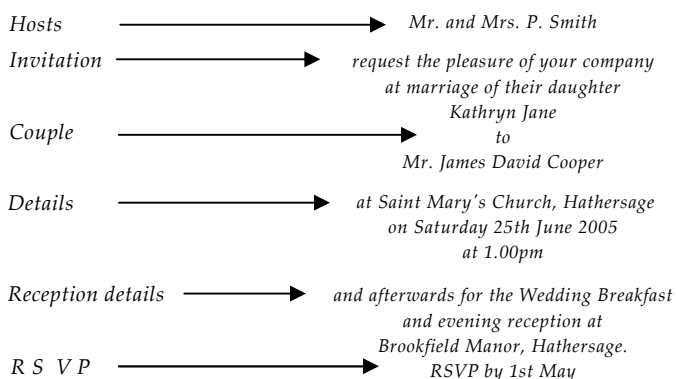 Hosts
Mr. and Mrs. P. Smith
Invitation
request the pleasure of your company
at marriage of their daughter
Kathryn Jane
Couple
to
Mr. James David Cooper
Details
at Saint Mary's Church, Hathersage
on Saturday 25th June 2005
at 1.00pm
Reception details
and afterwards for the Wedding Breakfast
and evening reception at
Brookfield Manor, Hathersage.
R S V P
RSVP by 1st May